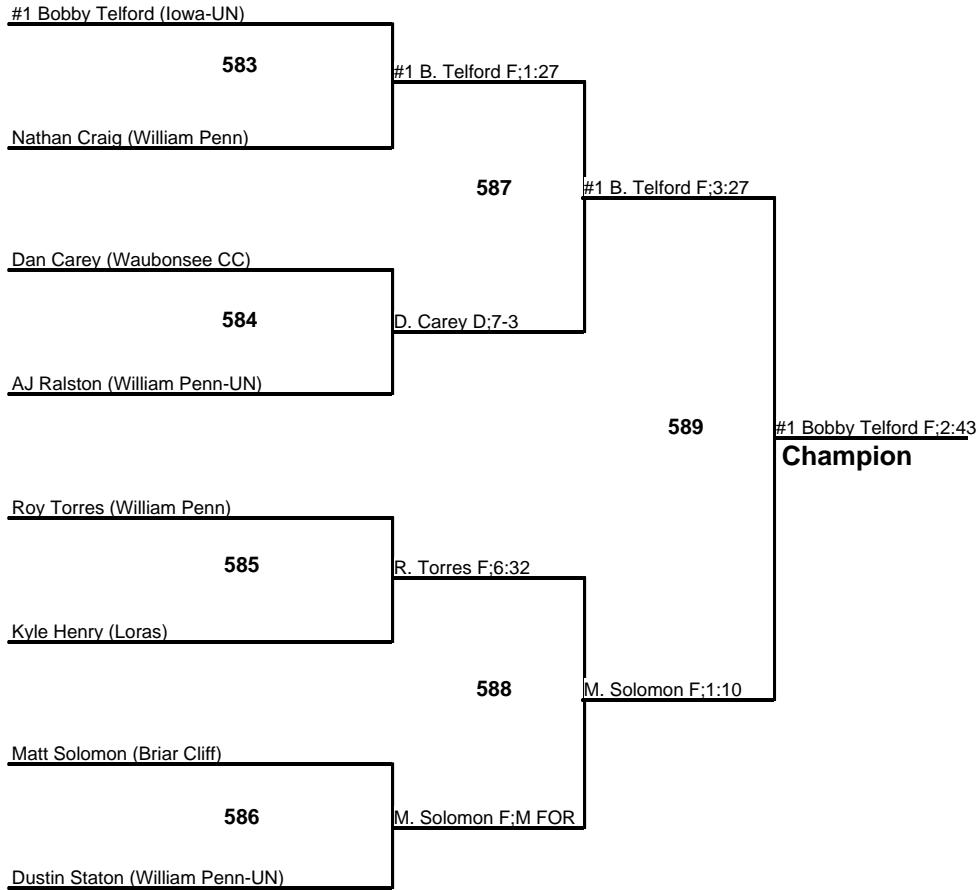 #1 Bobby Telford (Iowa-UN)
583
#1 B. Telford F;1:27
Nathan Craig (William Penn)
587
#1 B. Telford F;3:27
Dan Carey (Waubonsee CC)
584
D. Carey D;7-3
AJ Ralston (William Penn-UN)
589
#1 Bobby Telford F;2:43
Champion
Roy Torres (William Penn)
585
R. Torres F;6:32
Kyle Henry (Loras)
588
M. Solomon F;1:10
Matt Solomon (Briar Cliff)
586
M. Solomon F;M FOR
Dustin Staton (William Penn-UN)